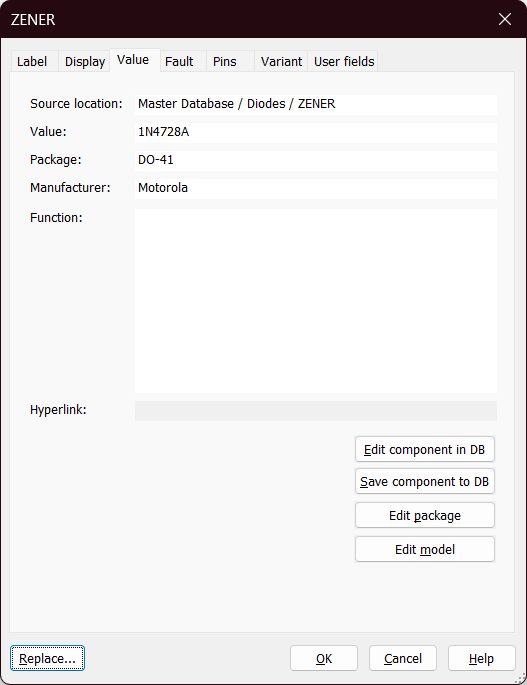 ZENER
Label Display Value Fault Pins Variant User fields
Source location: Master Database / Diodes / ZENER
Value: 1N4728A
Package: DO-41
Manufacturer: Motorola
Function:
Hyperlink:
Edit component in DB
Save component to DB
Edit package
Edit model
Replace... OK Cancel Help